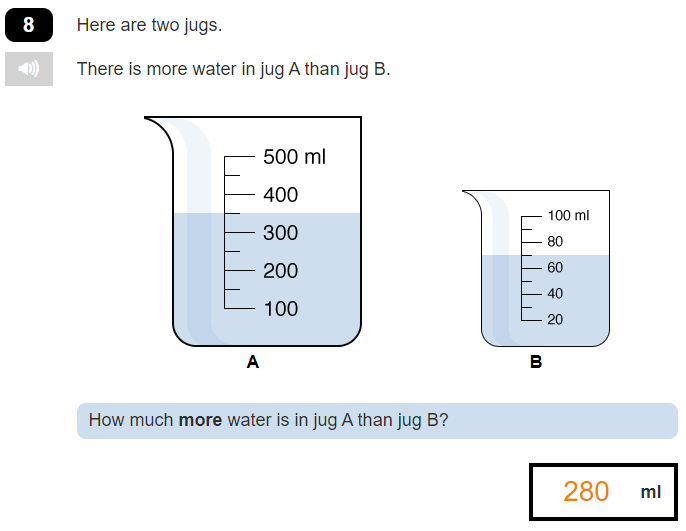 8 Here are two jugs.
There is more water in jug A than jug B.
500 ml
400
300
200
100
A
100 ml
80
60
40
20
B
How much more water is in jug A than jug B?
280 ml